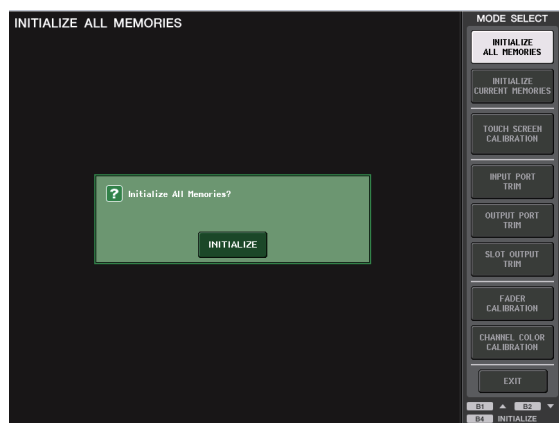 INITIALIZE ALL MEMORIES
? Initialize All Memories?
INITIALIZE
MODE SELECT
INITIALIZE
ALL MEMORIES
INITIALIZE
CURRENT MEMORIES
TOUCH SCREEN
CALIBRATION
INPUT PORT
TRIM
OUTPUT PORT
TRIM
SLOT OUTPUT
TRIM
FADER
CALIBRATION
CHANNEL COLOR
CALIBRATION
EXIT
B1 ▲ B2 ▼
B4 INITIALIZE